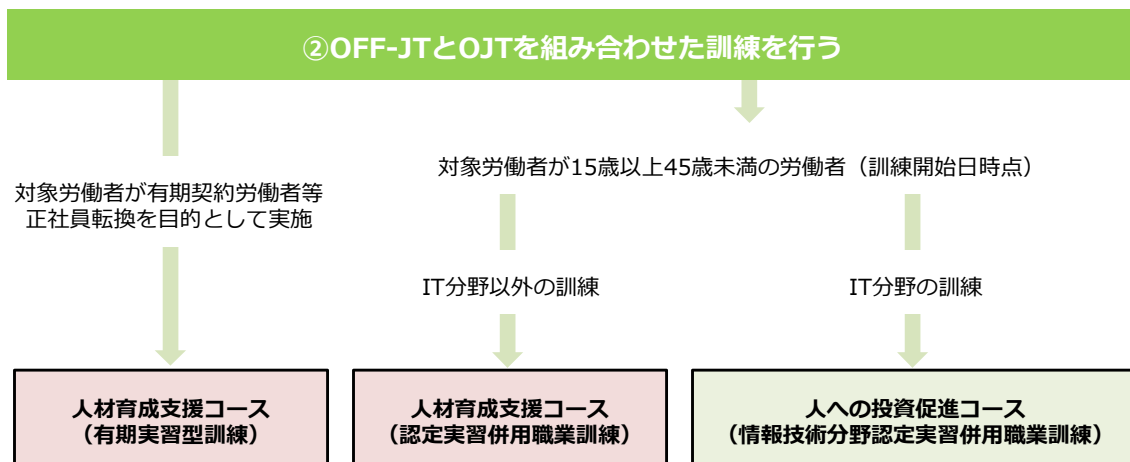 ②OFF-JTとOJTを組み合わせた訓練を行う
対象労働者が有期契約労働者等
正社員転換を目的として実施
対象労働者が15歳以上45歳未満の労働者（訓練開始日時点）
IT分野以外の訓練
IT分野の訓練
人材育成支援コース
（有期実習型訓練）
人材育成支援コース
（認定実習併用職業訓練）
人への投資促進コース
（情報技術分野認定実習併用職業訓練）